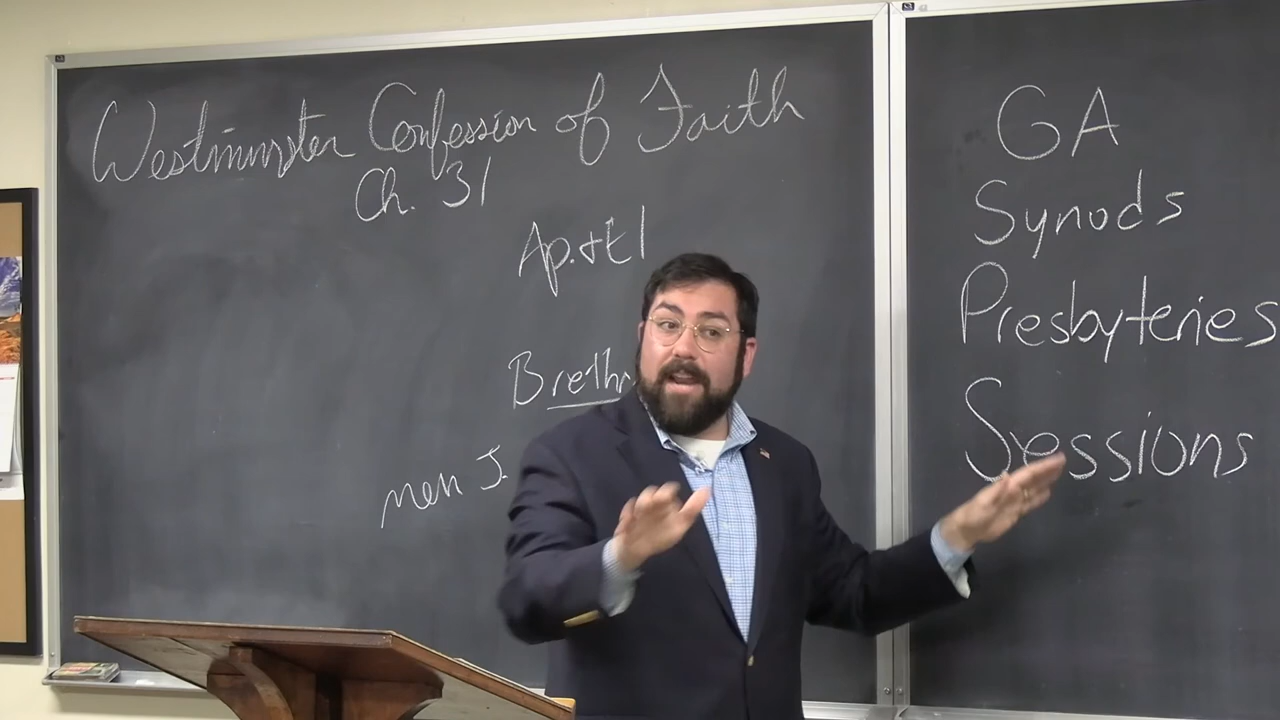 Westminster Confession of Faith
Ch. 31
Ap. + El
men J.
GA
Synods
Presbyteries
Sessions